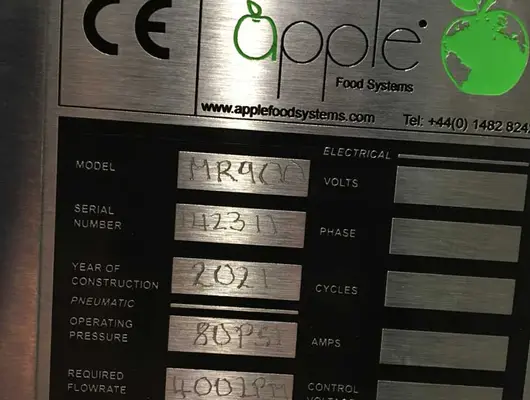 CE
apple
Food Systems
www.applefoodsystems.com
Tel: +44(0) 1482 824
ELECTRICAL
MODEL MR900 VOLTS
SERIAL NUMBER PHASE
YEAR OF CONSTRUCTION 2021 CYCLES
PNEUMATIC
OPERATING PRESSURE 80PSI AMPS
REQUIRED FLOWRATE CONTROL